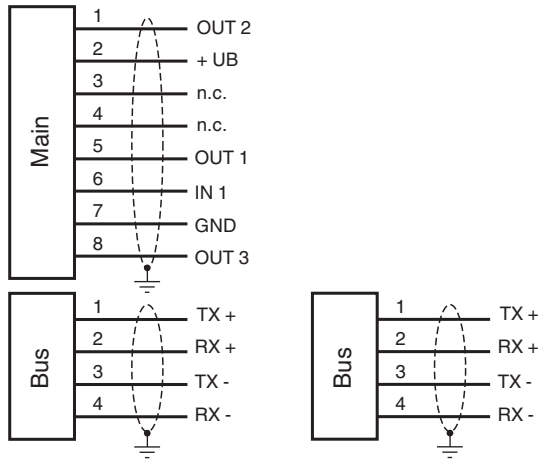 Main
1 OUT 2
2 + UB
3 n.c.
4 n.c.
5 OUT 1
6 IN 1
7 GND
8 OUT 3
Bus
1 TX +
2 RX +
3 TX -
4 RX -
Bus
1 TX +
2 RX +
3 TX -
4 RX -